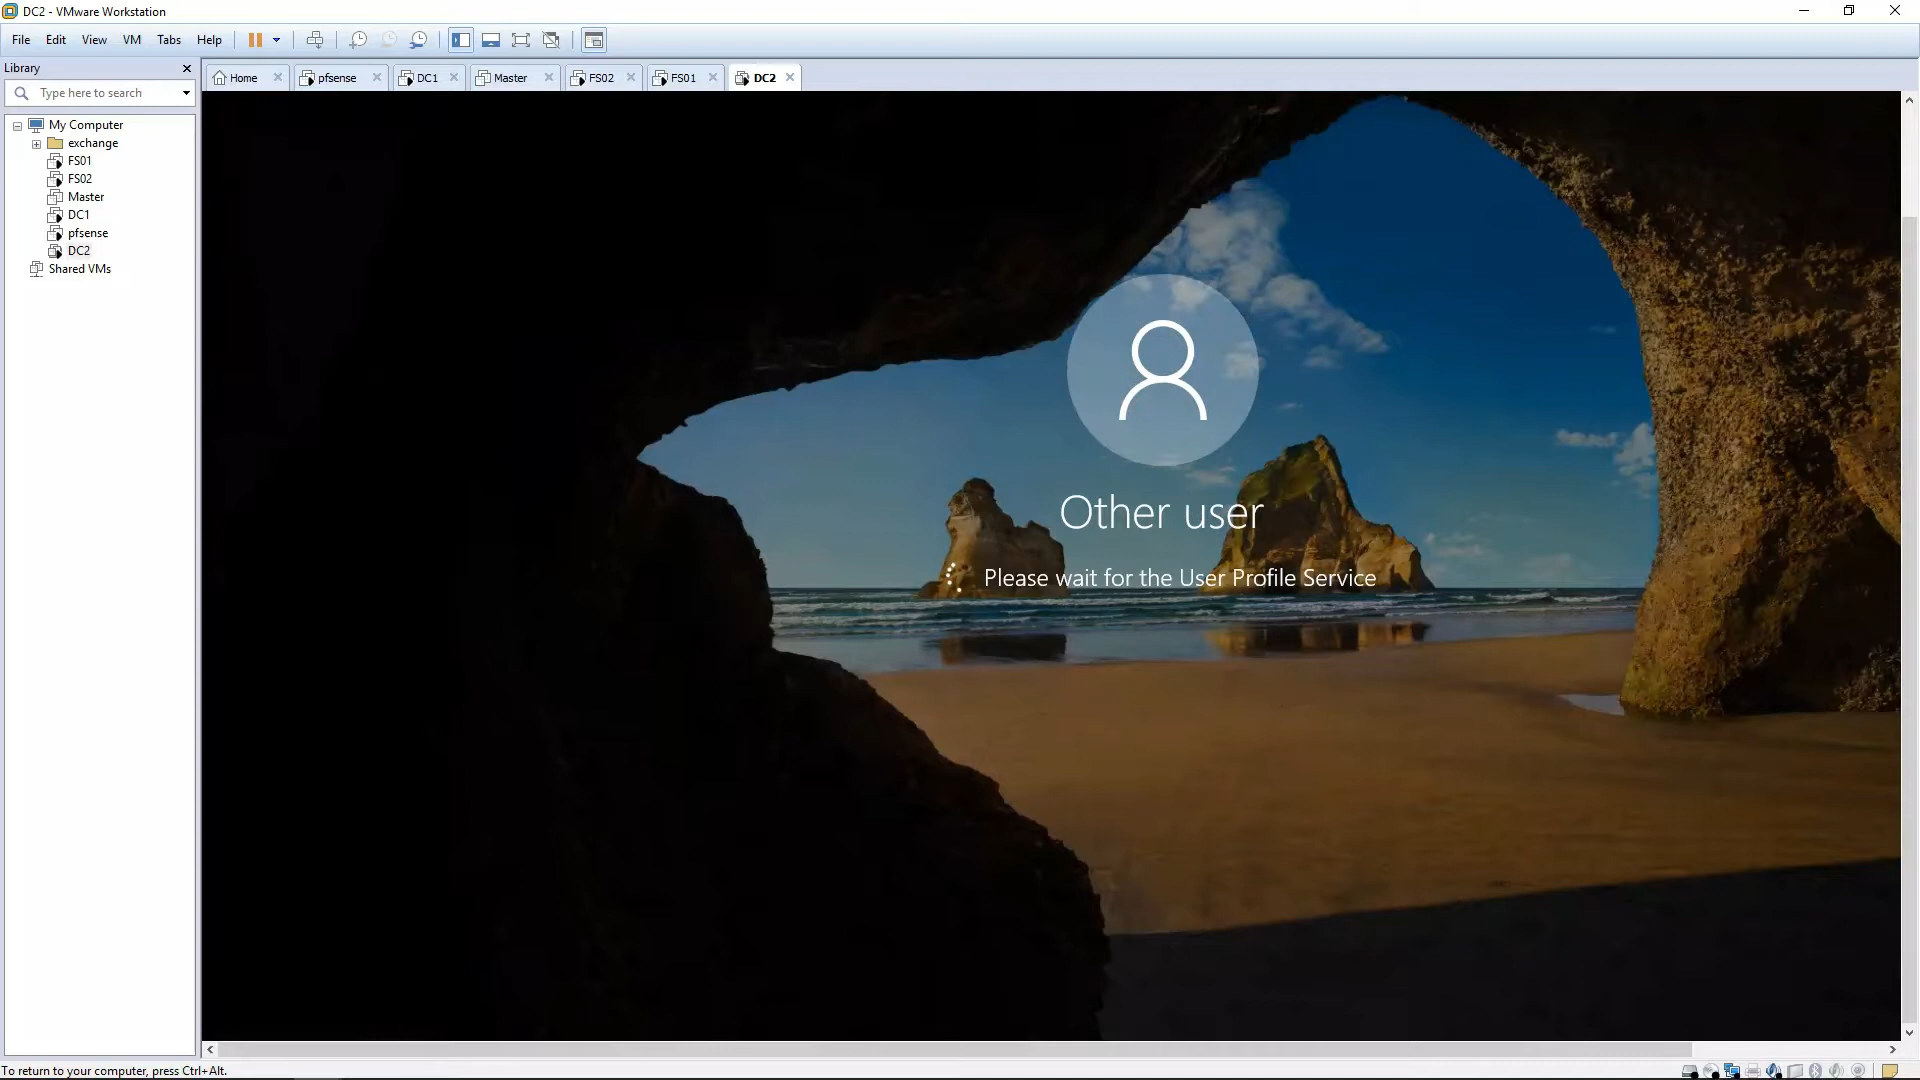 DC2 - VMware Workstation
File Edit View VM Tabs Help
Library
Type here to search
Home pfsense DC1 Master FS02 FS01 DC2
My Computer
exchange
FS01
FS02
Master
DC1
pfsense
DC2
Shared VMs
Other user
Please wait for the User Profile Service
To return to your computer, press Ctrl+Alt.